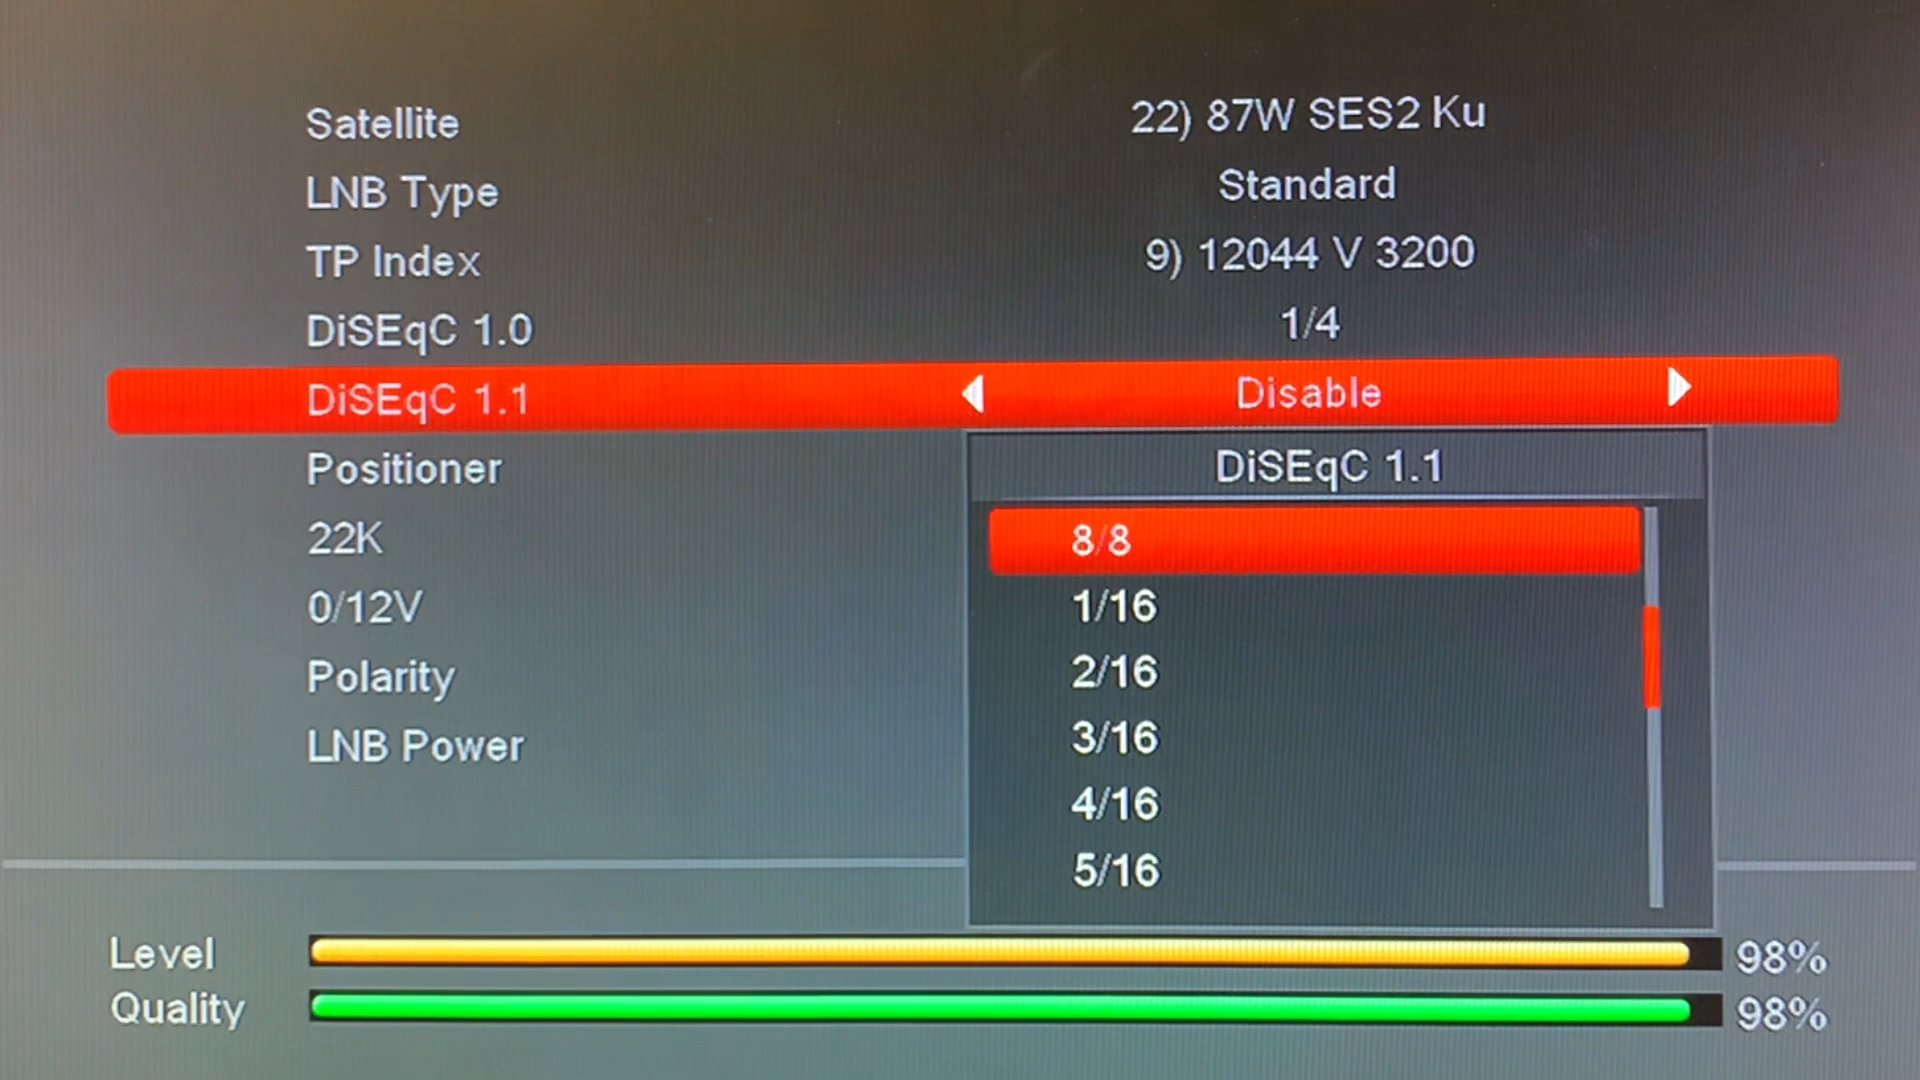 Satellite 22) 87W SES2 Ku
LNB Type Standard
TP Index 9) 12044 V 3200
DiSEqC 1.0 1/4
DiSEqC 1.1 Disable
Positioner DiSEqC 1.1
22K 8/8
0/12V 1/16
Polarity 2/16
LNB Power 3/16
4/16
5/16
Level 98%
Quality 98%